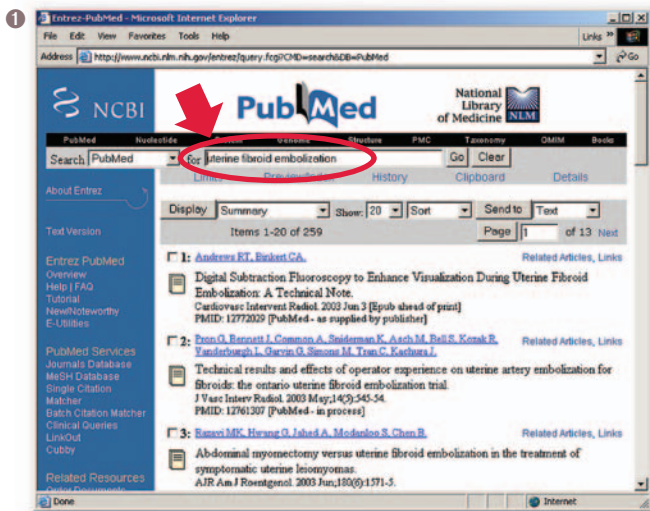 1
Entrez-PubMed - Microsoft Internet Explorer
File Edit View Favorites Tools Help
Links »
Address http://www.ncbi.nlm.nih.gov/entrez/query.fcgi?CMD=search&DB=PubMed
Go
NCBI
PubMed
National
Library
of Medicine NLM
PubMed Nucleotide Protein Genome Structure PMC Taxonomy OMIM Books
Search PubMed for uterine fibroid embolization Go Clear
Limits Preview/Index History Clipboard Details
About Entrez
Display Summary Show: 20 Sort Send to Text
Text Version
Items 1-20 of 259 Page 1 of 13 Next
Entrez PubMed
Overview
Help | FAQ
Tutorial
New/Noteworthy
E-Utilities
PubMed Services
Journals Database
MeSH Database
Single Citation
Matcher
Batch Citation Matcher
Clinical Queries
LinkOut
Cubby
Related Resources
1: Andrews RT, Binkert CA. Related Articles, Links
Digital Subtraction Fluoroscopy to Enhance Visualization During Uterine Fibroid
Embolization: A Technical Note.
Cardiovasc Intervent Radiol. 2003 Jun 3 [Epub ahead of print]
PMID: 12772029 [PubMed - as supplied by publisher]
2: Pron G, Bennett J, Common A, Sniderman K, Asch M, Bell S, Kozak R, Related Articles, Links
Vanderburgh L, Garvin G, Simons M, Tran C, Kachura J.
Technical results and effects of operator experience on uterine artery embolization for
fibroids: the ontario uterine fibroid embolization trial.
J Vasc Interv Radiol. 2003 May;14(5):545-54.
PMID: 12761307 [PubMed - in process]
3: Razavi MK, Hwang G, Jahed A, Modanloo S, Chen B. Related Articles, Links
Abdominal myomectomy versus uterine fibroid embolization in the treatment of
symptomatic uterine leiomyomas.
AJR Am J Roentgenol. 2003 Jun;180(6):1571-5.
Done
Internet